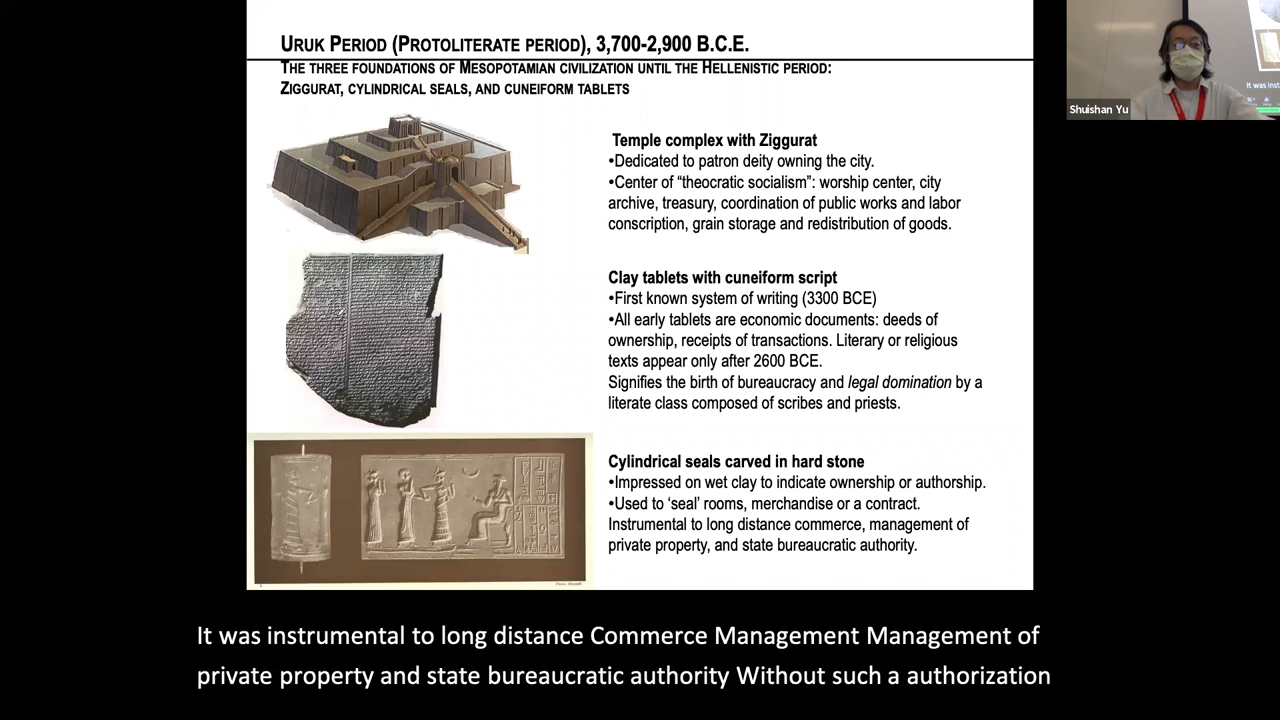 URUK PERIOD (PROTOLITERATE PERIOD), 3,700-2,900 B.C.E.
THE THREE FOUNDATIONS OF MESOPOTAMIAN CIVILIZATION UNTIL THE HELLENISTIC PERIOD:
ZIGGURAT, CYLINDRICAL SEALS, AND CUNEIFORM TABLETS
Temple complex with Ziggurat
•Dedicated to patron deity owning the city.
•Center of “theocratic socialism”: worship center, city
archive, treasury, coordination of public works and labor
conscription, grain storage and redistribution of goods.
Clay tablets with cuneiform script
•First known system of writing (3300 BCE)
•All early tablets are economic documents: deeds of
ownership, receipts of transactions. Literary or religious
texts appear only after 2600 BCE.
Signifies the birth of bureaucracy and legal domination by a
literate class composed of scribes and priests.
Cylindrical seals carved in hard stone
•Impressed on wet clay to indicate ownership or authorship.
•Used to ‘seal’ rooms, merchandise or a contract.
Instrumental to long distance commerce, management of
private property, and state bureaucratic authority.
Shuishan Yu
It was inst
It was instrumental to long distance Commerce Management Management of
private property and state bureaucratic authority Without such a authorization